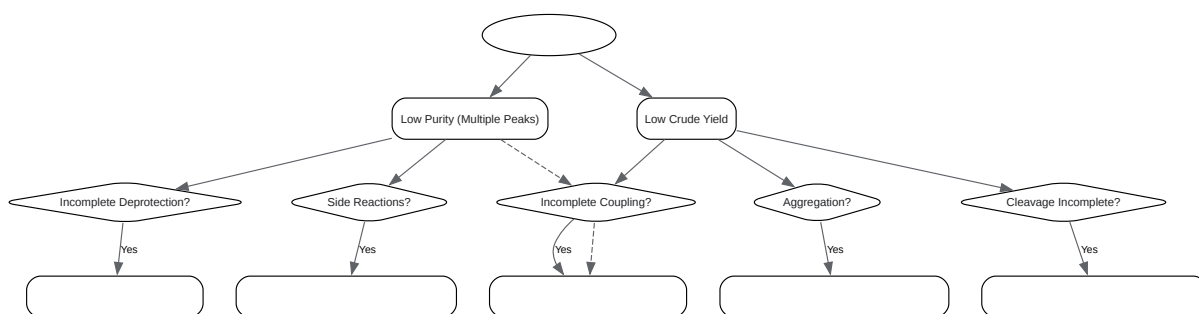 Low Purity (Multiple Peaks)
Low Crude Yield
Incomplete Deprotection?
Side Reactions?
Incomplete Coupling?
Aggregation?
Cleavage Incomplete?
Yes
Yes
Yes
Yes
Yes